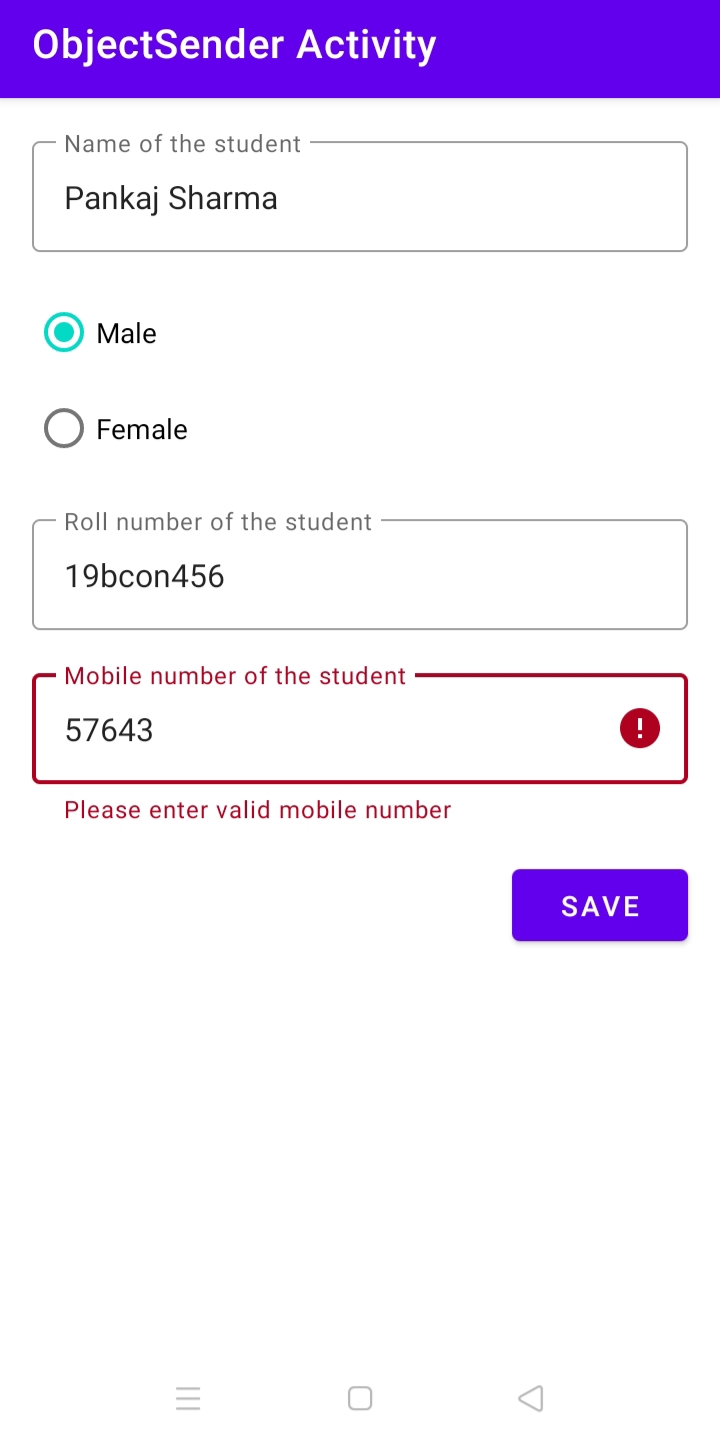 ObjectSender Activity
Name of the student
Pankaj Sharma
Male
Female
Roll number of the student
19bcon456
Mobile number of the student
57643
!
Please enter valid mobile number
SAVE